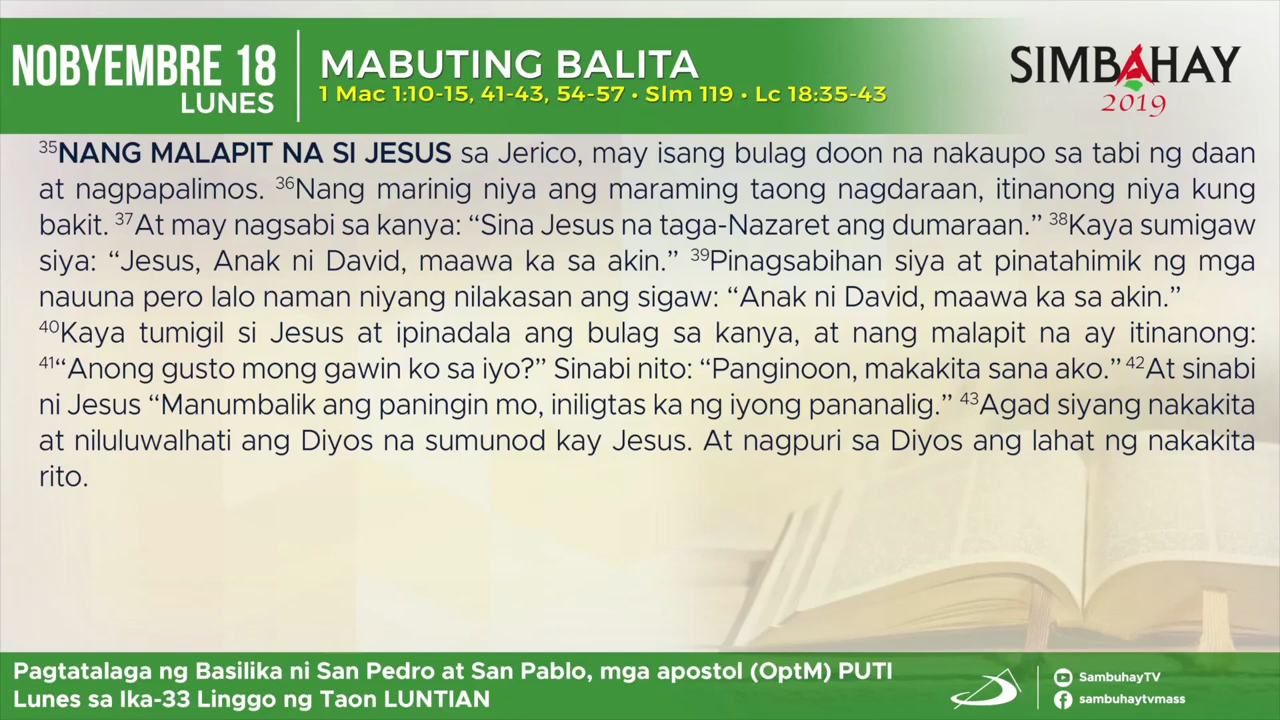 NOBYEMBRE 18
LUNES
MABUTING BALITA
1 Mac 1:10-15, 41-43, 54-57 • Slm 119 • Lc 18:35-43
SIMBAHAY
2019
³⁵NANG MALAPIT NA SI JESUS sa Jerico, may isang bulag doon na nakaupo sa tabi ng daan
at nagpapalimos. ³⁶Nang marinig niya ang maraming taong nagdaraan, itinanong niya kung
bakit. ³⁷At may nagsabi sa kanya: “Sina Jesus na taga-Nazaret ang dumaraan.” ³⁸Kaya sumigaw
siya: “Jesus, Anak ni David, maawa ka sa akin.” ³⁹Pinagsabihan siya at pinatahimik ng mga
nauuna pero lalo naman niyang nilakasan ang sigaw: “Anak ni David, maawa ka sa akin.”
⁴⁰Kaya tumigil si Jesus at ipinadala ang bulag sa kanya, at nang malapit na ay itinanong:
⁴¹“Anong gusto mong gawin ko sa iyo?” Sinabi nito: “Panginoon, makakita sana ako.” ⁴²At sinabi
ni Jesus “Manumbalik ang paningin mo, iniligtas ka ng iyong pananalig.” ⁴³Agad siyang nakakita
at niluluwalhati ang Diyos na sumunod kay Jesus. At nagpuri sa Diyos ang lahat ng nakakita
rito.
Pagtatalaga ng Basilika ni San Pedro at San Pablo, mga apostol (OptM) PUTI
Lunes sa Ika-33 Linggo ng Taon LUNTIAN
SambuhayTV
sambuhaytvmass